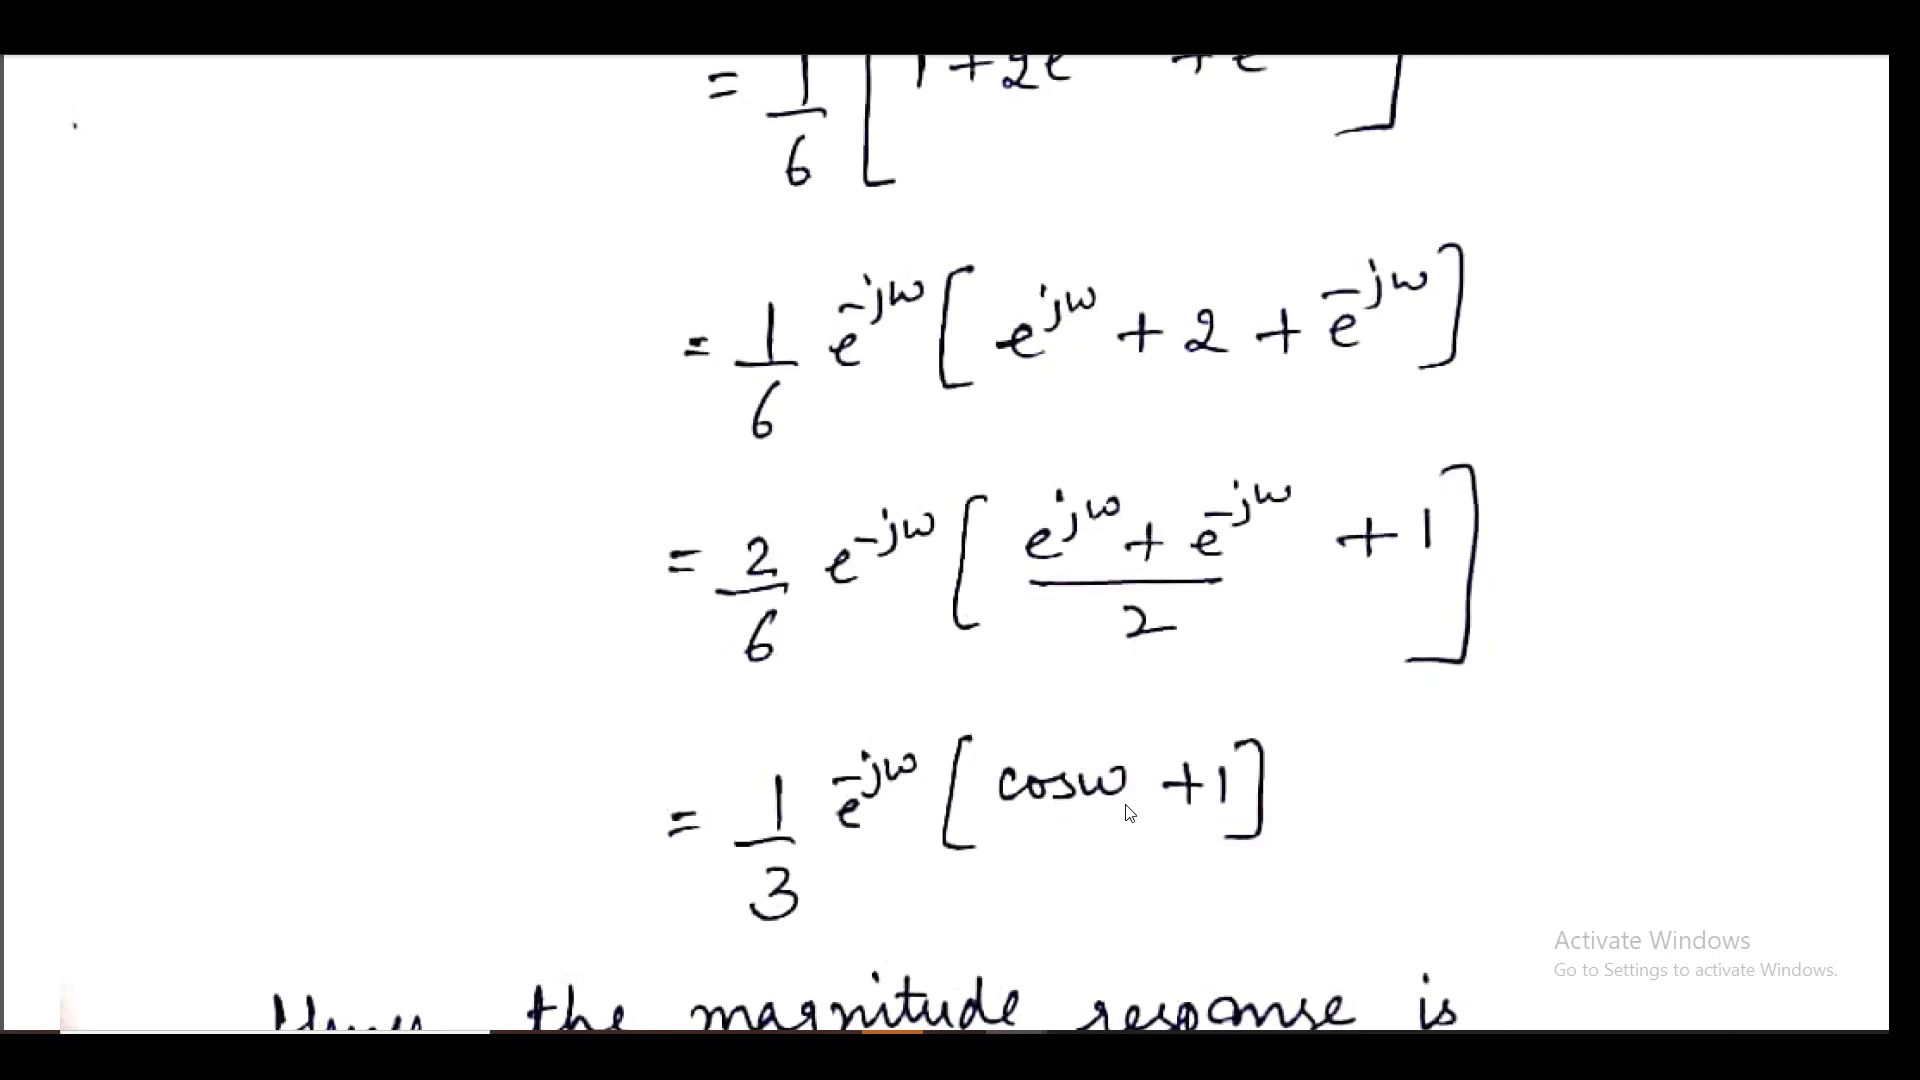 = 1/6 [ 1 + 2e + e ]
= 1/6 e^-jω [ e^jω + 2 + e^-jω ]
= 2/6 e^-jω [ (e^jω + e^-jω)/2 + 1 ]
= 1/3 e^-jω [ cosω + 1 ]
Activate Windows
Go to Settings to activate Windows.
the magnitude response is